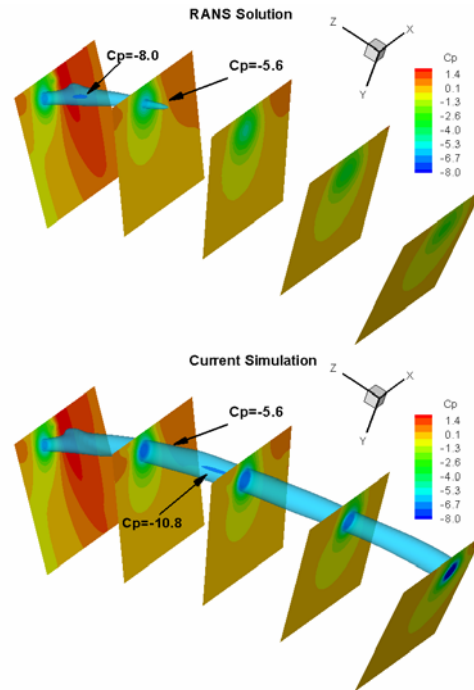 RANS Solution
Cp=-8.0
Cp=-5.6
Z
X
Y
Cp
1.4
0.1
-1.3
-2.6
-4.0
-5.3
-6.7
-8.0
Current Simulation
Cp=-5.6
Cp=-10.8
Z
X
Y
Cp
1.4
0.1
-1.3
-2.6
-4.0
-5.3
-6.7
-8.0